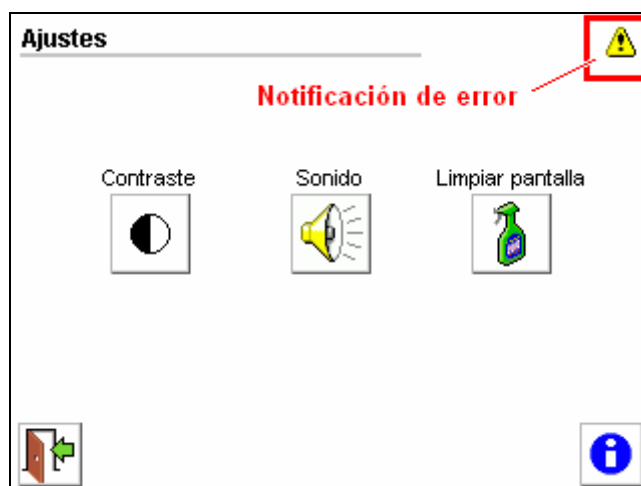 Ajustes
Notificación de error
Contraste
Sonido
Limpiar pantalla